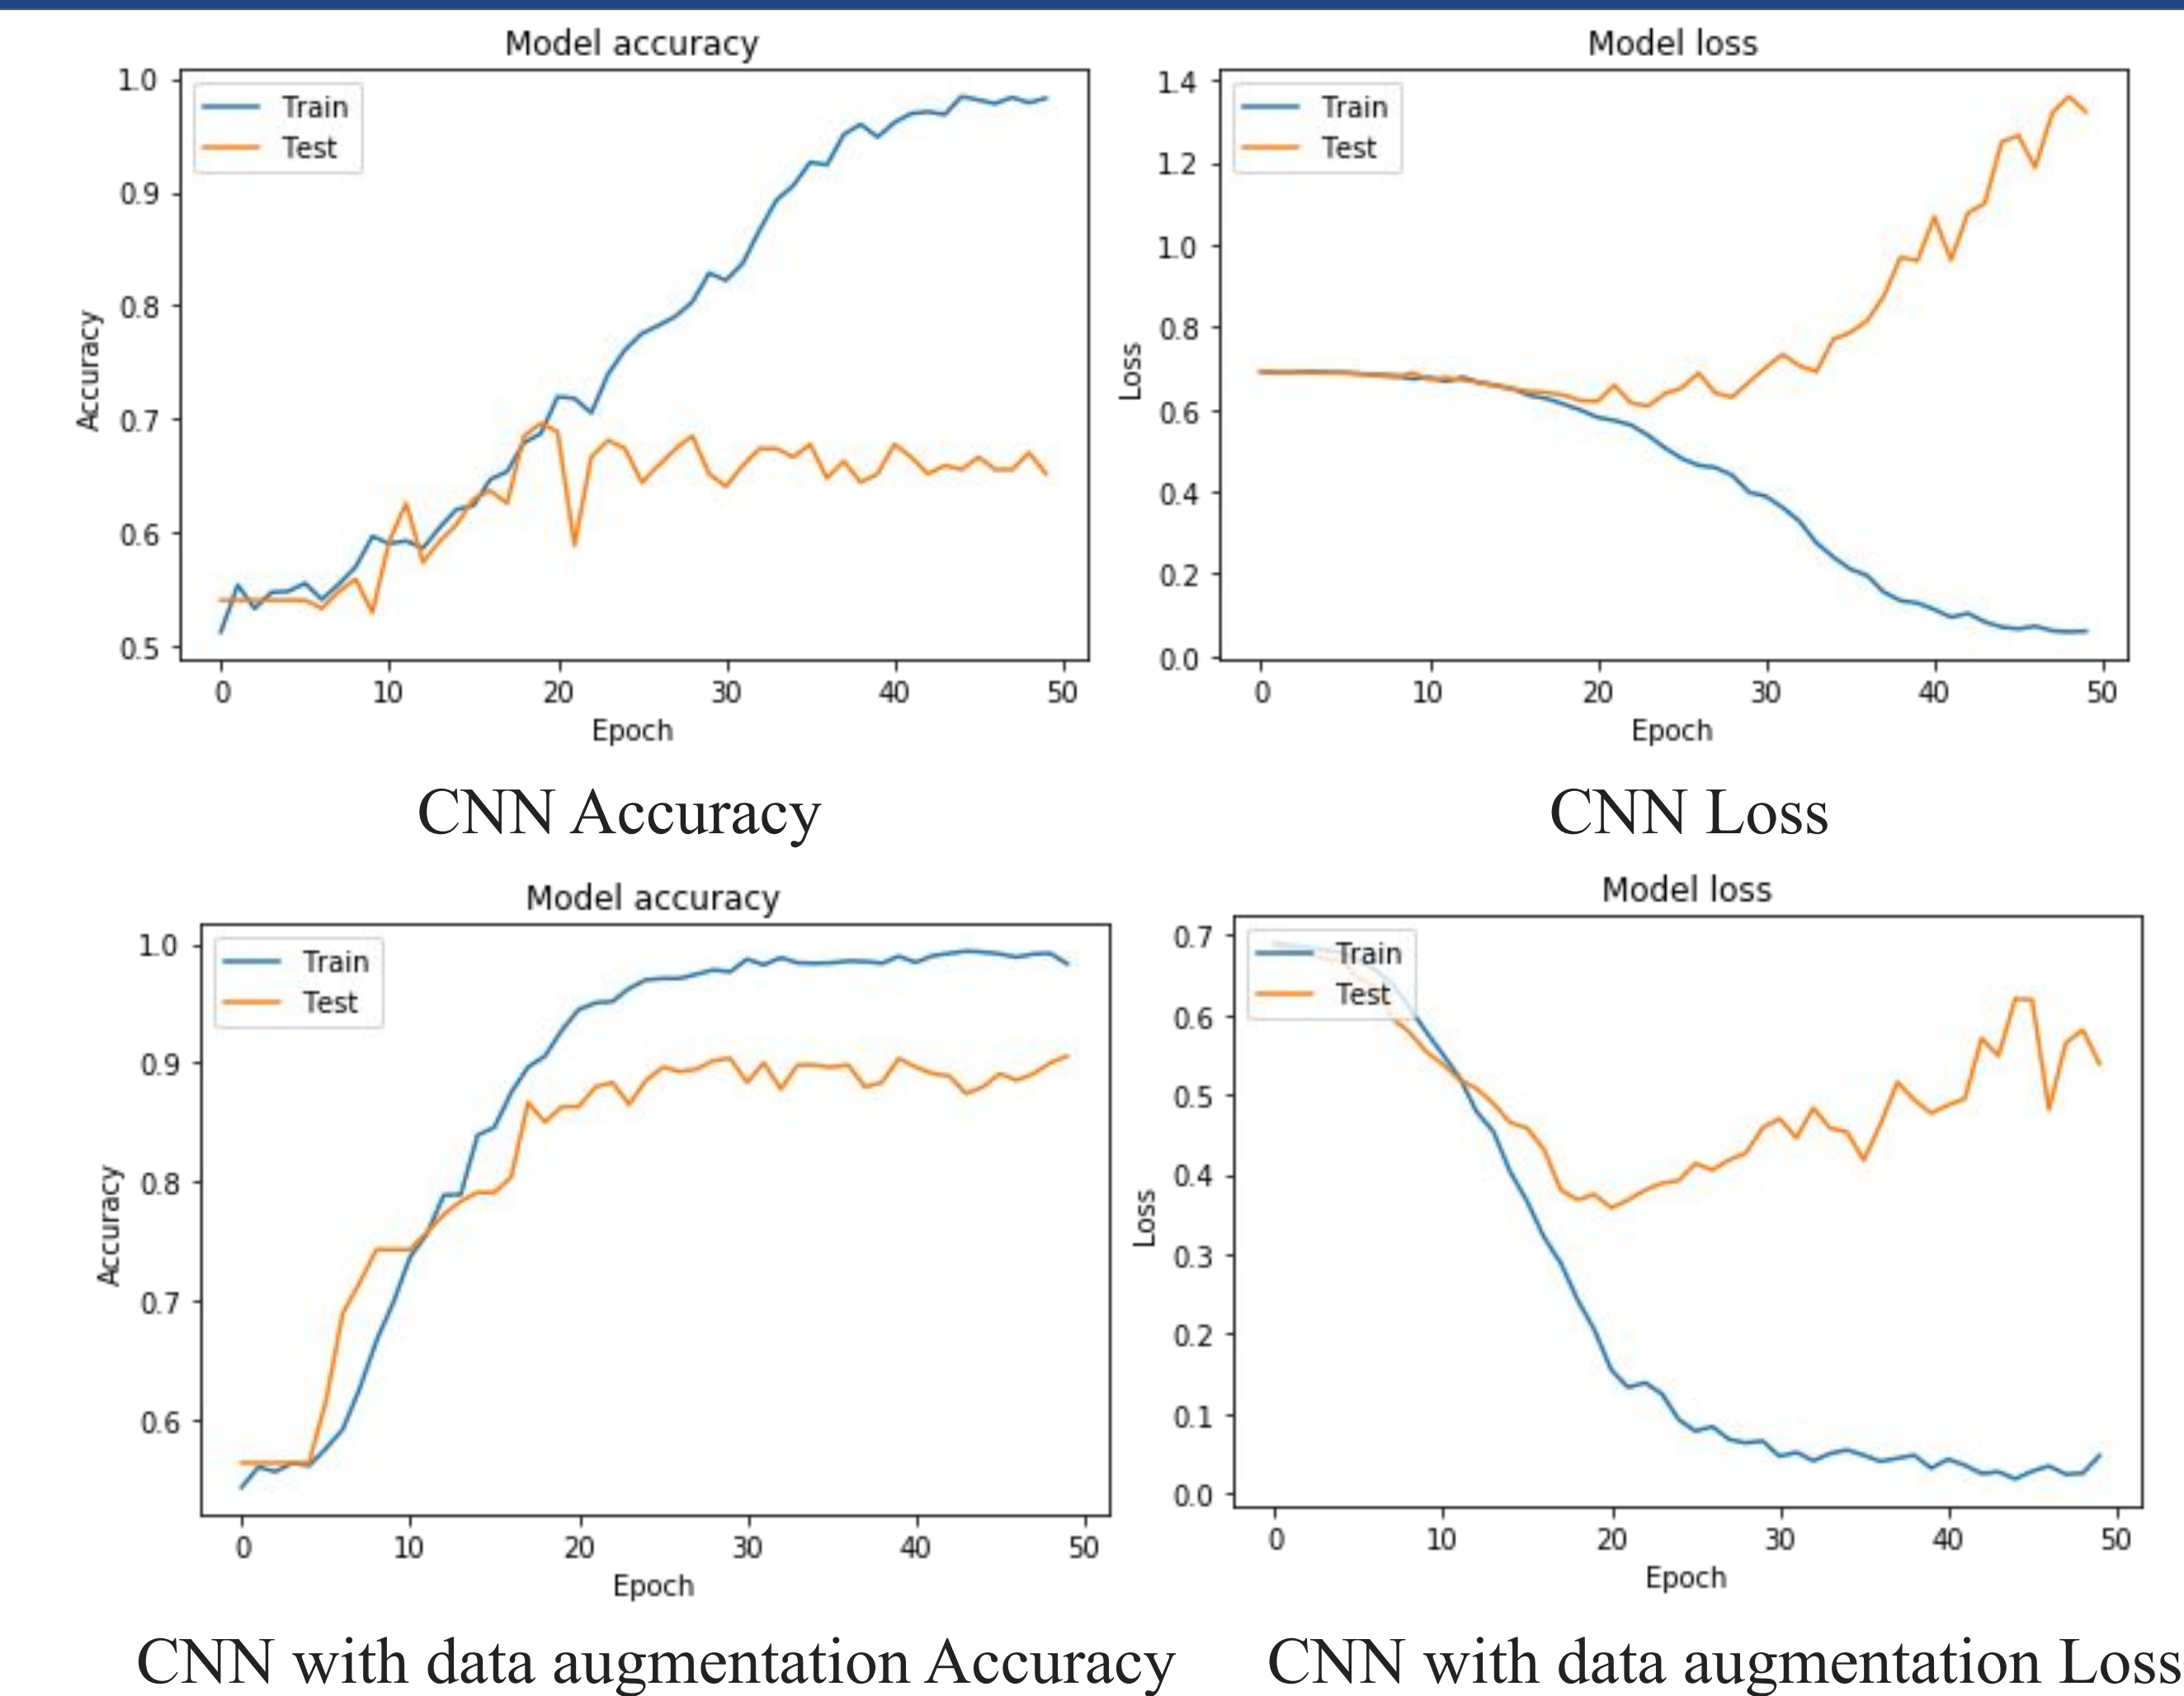 Model accuracy
Train
Test
1.0
0.9
0.8
0.7
0.6
0.5
Accuracy
0 10 20 30 40 50
Epoch
CNN Accuracy
Model loss
Train
Test
1.4
1.2
1.0
0.8
0.6
0.4
0.2
0.0
Loss
0 10 20 30 40 50
Epoch
CNN Loss
Model accuracy
Train
Test
1.0
0.9
0.8
0.7
0.6
Accuracy
0 10 20 30 40 50
Epoch
CNN with data augmentation Accuracy
Model loss
Train
Test
0.7
0.6
0.5
0.4
0.3
0.2
0.1
0.0
Loss
0 10 20 30 40 50
Epoch
CNN with data augmentation Loss